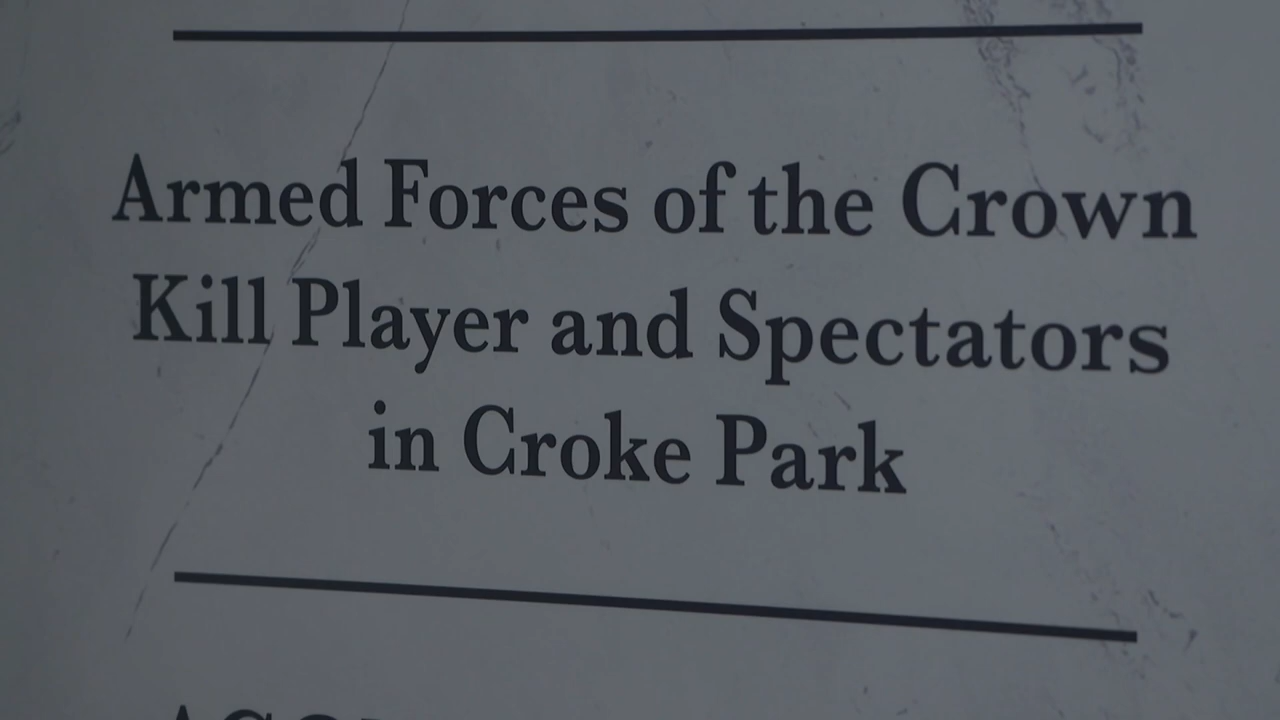 Armed Forces of the Crown
Kill Player and Spectators
in Croke Park